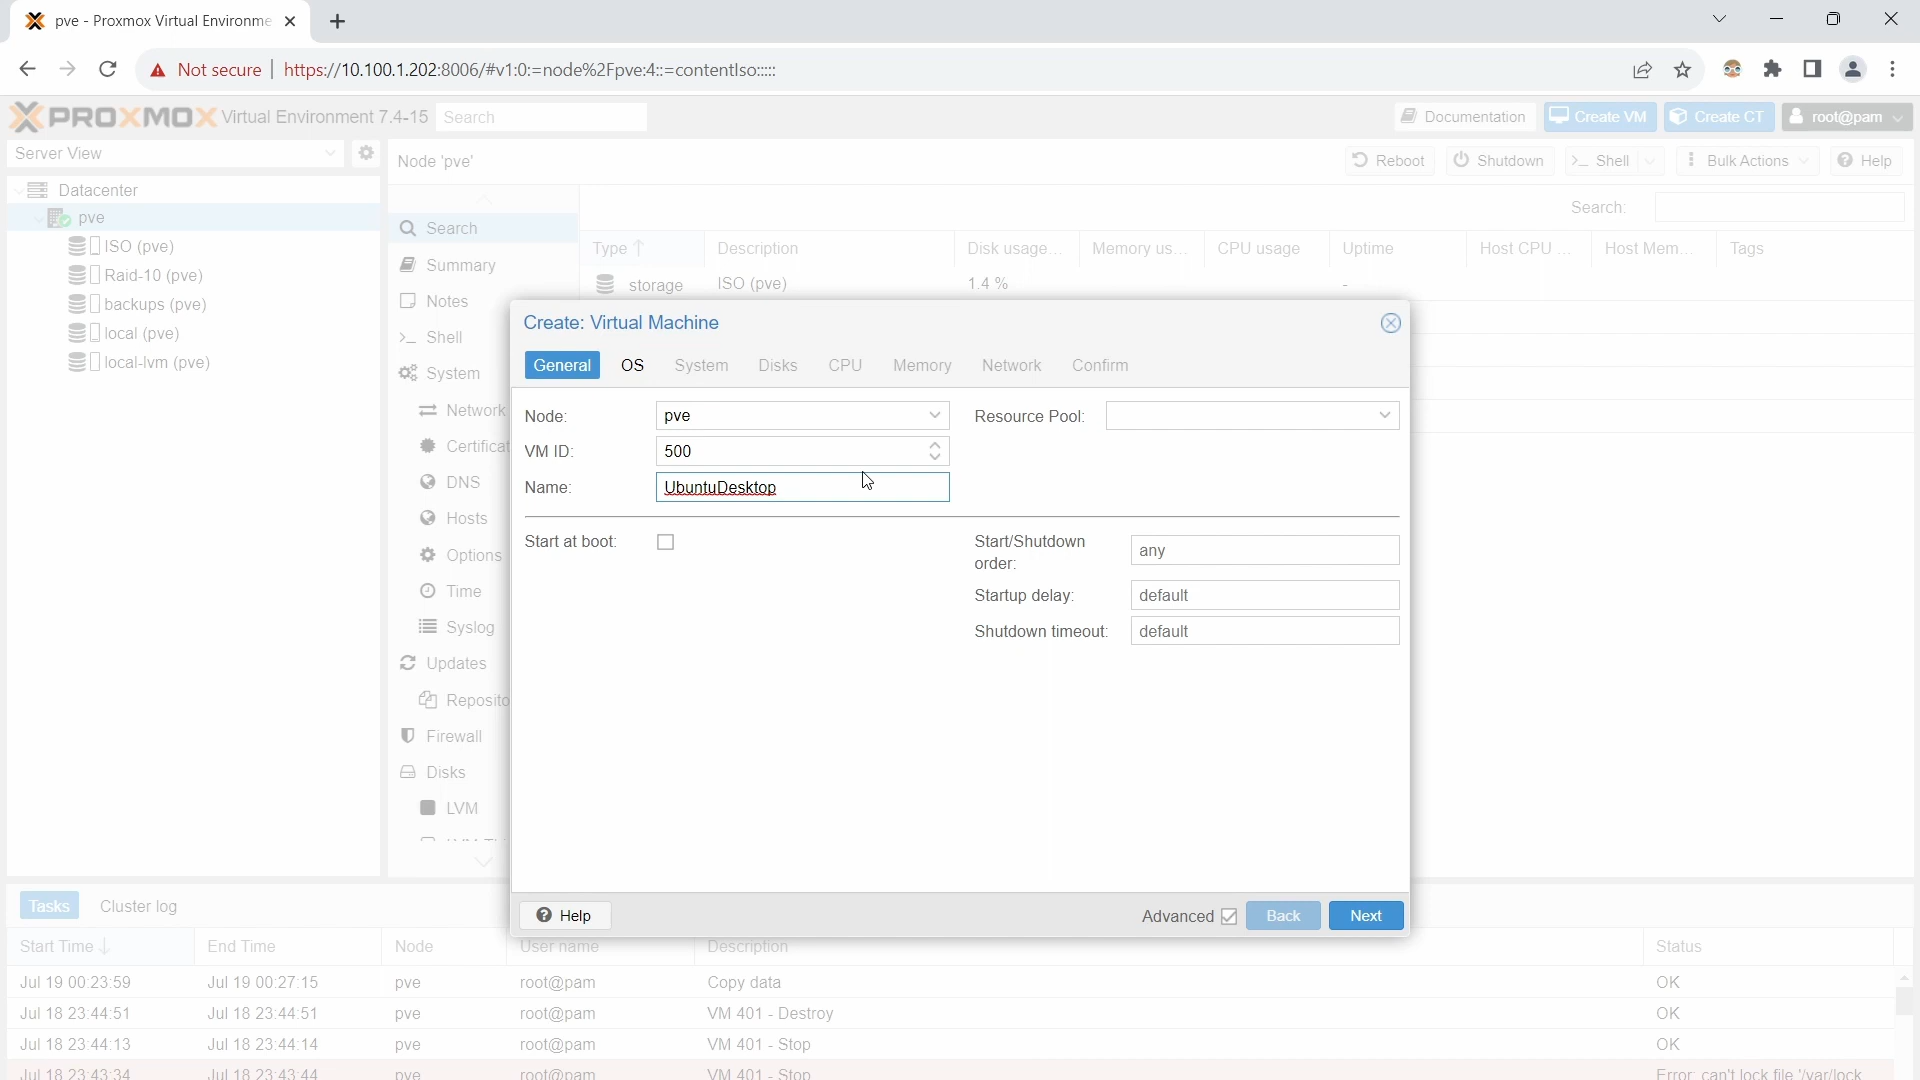 pve - Proxmox Virtual Environme
Not secure https://10.100.1.202:8006/#v1:0:=node%2Fpve:4::=contentIso:::::
PROXMOX Virtual Environment 7.4-15 Search Documentation Create VM Create CT root@pam
Server View Node 'pve' Reboot Shutdown >_ Shell Bulk Actions Help
Datacenter
pve
ISO (pve)
Raid-10 (pve)
backups (pve)
local (pve)
local-lvm (pve)
Search
Summary
Notes
>_ Shell
System
Network
Certificat
DNS
Hosts
Options
Time
Syslog
Updates
Reposito
Firewall
Disks
LVM
Search:
Type Description Disk usage... Memory us... CPU usage Uptime Host CPU ... Host Mem... Tags
storage ISO (pve) 1.4 % -
Create: Virtual Machine
General OS System Disks CPU Memory Network Confirm
Node: pve Resource Pool:
VM ID: 500
Name: UbuntuDesktop
Start at boot: Start/Shutdown order: any
Startup delay: default
Shutdown timeout: default
Help Advanced Back Next
Tasks Cluster log
Start Time End Time Node User name Description Status
Jul 19 00:23:59 Jul 19 00:27:15 pve root@pam Copy data OK
Jul 18 23:44:51 Jul 18 23:44:51 pve root@pam VM 401 - Destroy OK
Jul 18 23:44:13 Jul 18 23:44:14 pve root@pam VM 401 - Stop OK
Jul 18 23:43:34 Jul 18 23:43:44 pve root@pam VM 401 - Stop Error: can't lock file '/var/lock